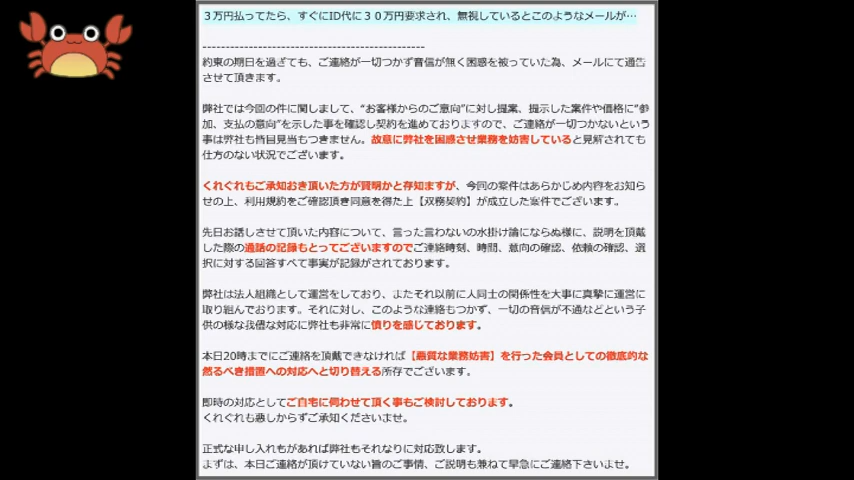 ３万円払ってたら、すぐにID代に３０万円要求され、無視しているとこのようなメールが…
------------------------------------------------
約束の期日を過ぎても、ご連絡が一切つかず音信が無く困惑を被っていた為、メールにて通告
させて頂きます。
弊社では今回の件に関しまして、“お客様からのご意向”に対し提案、提示した案件や価格に“参
加、支払の意向”を示した事を確認し契約を進めておりますので、ご連絡が一切つかないという
事は弊社も皆目見当もつきません。故意に弊社を困惑させ業務を妨害していると見解されても
仕方のない状況でございます。
くれぐれもご承知おき頂いた方が賢明かと存知ますが、今回の案件はあらかじめ内容をお知ら
せの上、利用規約をご確認頂き同意を得た上【双務契約】が成立した案件でございます。
先日お話しさせて頂いた内容について、言った言わないの水掛け論にならぬ様に、説明を頂戴
した際の通話の記録もとってございますのでご連絡時刻、時間、意向の確認、依頼の確認、選
択に対する回答すべて事実が記録がされております。
弊社は法人組織として運営をしており、またそれ以前に人同士の関係性を大事に真摯に運営に
取り組んでおります。それに対し、このような連絡もつかず、一切の音信が不通などという子
供の様な我儘な対応に弊社も非常に憤りを感じております。
本日20時までにご連絡を頂戴できなければ【悪質な業務妨害】を行った会員としての徹底的な
然るべき措置への対応へと切り替える所存でございます。
即時の対応としてご自宅に伺わせて頂く事もご検討しております。
くれぐれも悪しからずご承知くださいませ。
正式な申し入れもがあれば弊社もそれなりに対応致します。
まずは、本日ご連絡が頂けていない旨のご事情、ご説明も兼ねて早急にご連絡下さいませ。